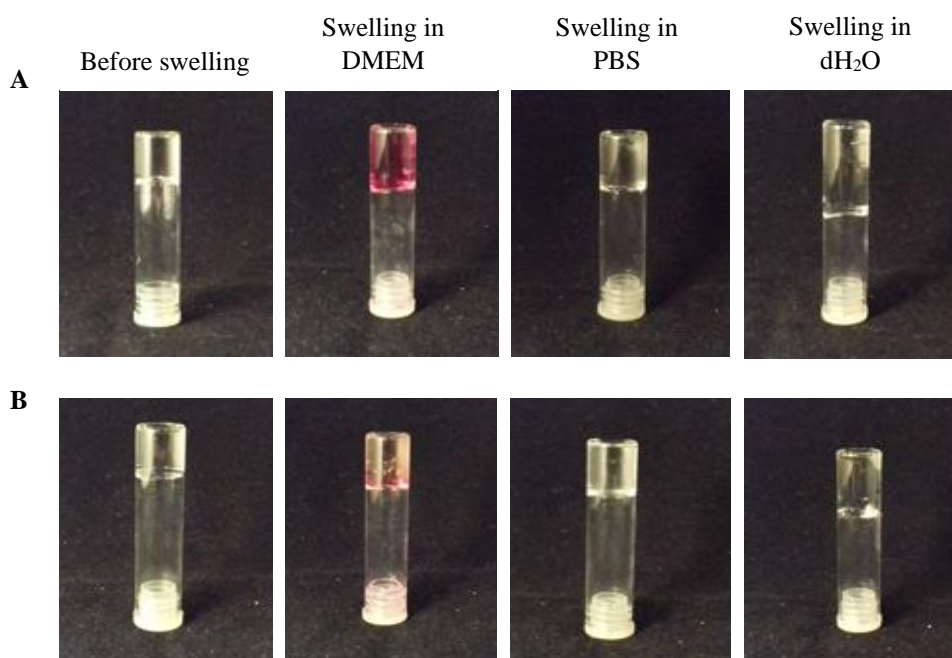 Before swelling
Swelling in
DMEM
Swelling in
PBS
Swelling in
dH₂O
A
B